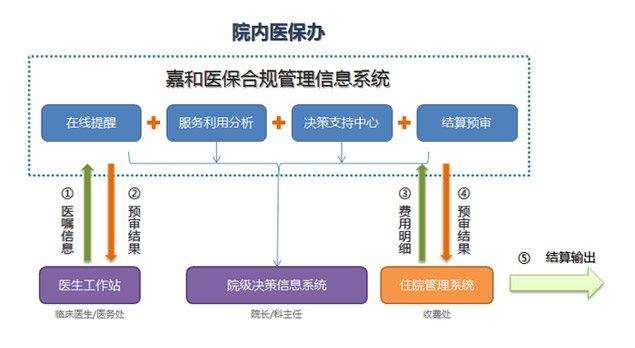 院内医保办
嘉和医保合规管理信息系统
在线提醒 + 服务利用分析 + 决策支持中心 + 结算预审
① 医嘱信息
② 预审结果
③ 费用明细
④ 预审结果
⑤ 结算输出
医生工作站
院级决策信息系统
住院管理系统
临床医生/医务处
院长/科主任
收费处